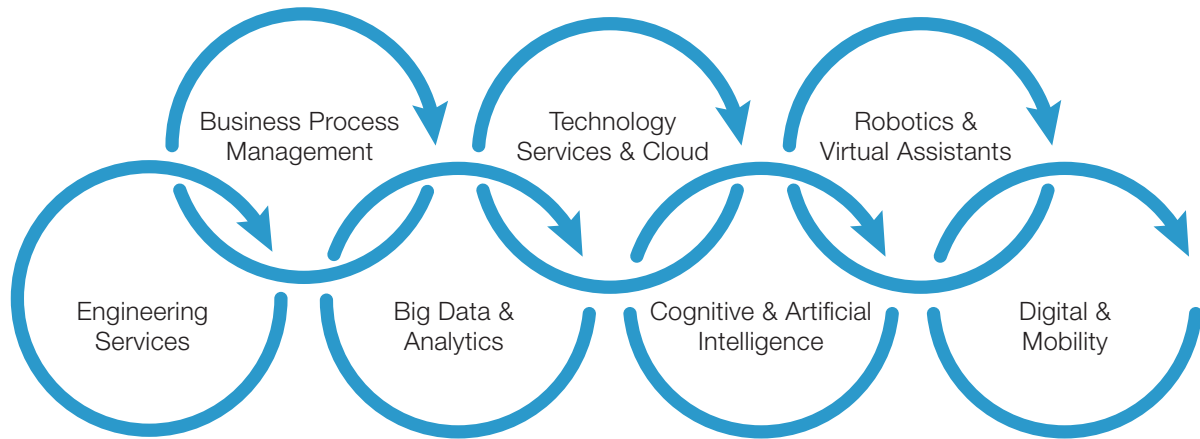 Business Process
Management
Technology
Services & Cloud
Robotics &
Virtual Assistants
Engineering
Services
Big Data &
Analytics
Cognitive & Artificial
Intelligence
Digital &
Mobility